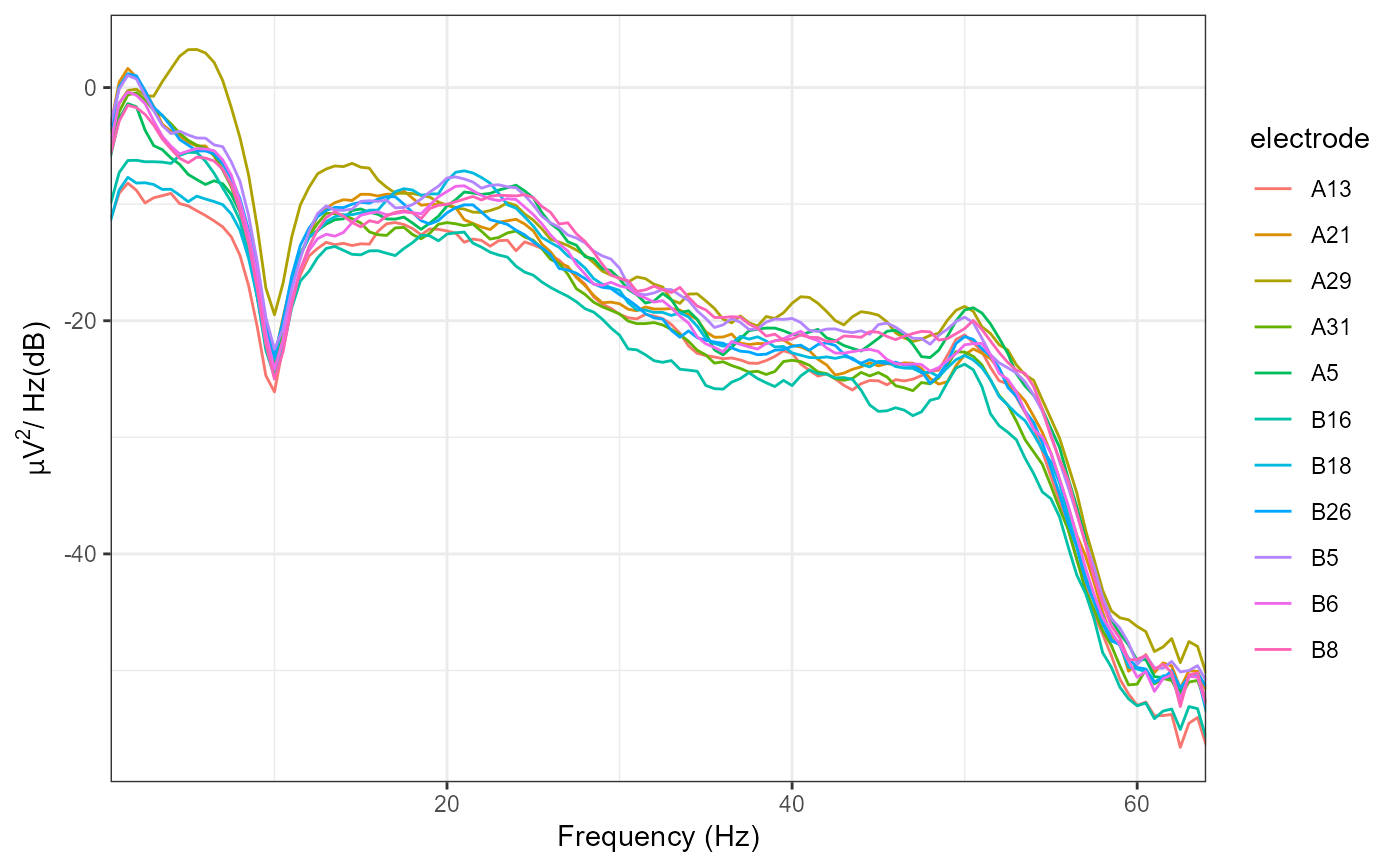 0
-20
-40
µV²/ Hz(dB)
20
40
60
Frequency (Hz)
electrode
A13
A21
A29
A31
A5
B16
B18
B26
B5
B6
B8